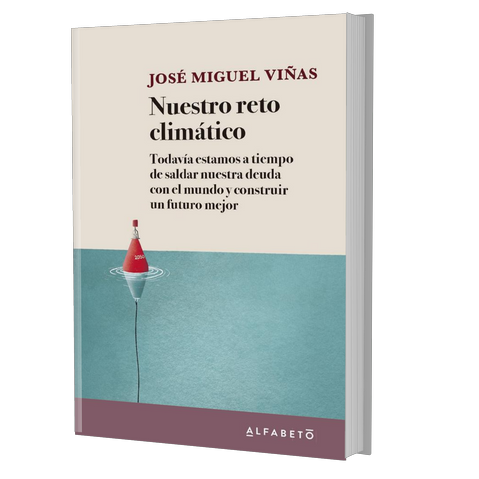 JOSÉ MIGUEL VIÑAS
Nuestro reto
climático
Todavía estamos a tiempo
de saldar nuestra deuda
con el mundo y construir
un futuro mejor
ALFABETO